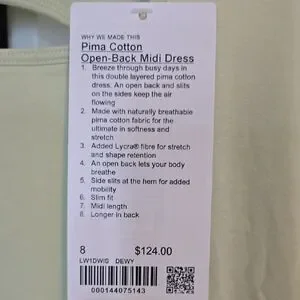 WHY WE MADE THIS
Pima Cotton
Open-Back Midi Dress
1. Breeze through busy days in
this double layered pima cotton
dress. An open back and slits
on the sides keep the air
flowing
2. Made with naturally breathable
pima cotton fabric for the
ultimate in softness and
stretch
3. Added Lycra® fibre for stretch
and shape retention
4. An open back lets your body
breathe
5. Side slits at the hem for added
mobility
6. Slim fit
7. Midi length
8. Longer in back
8 $124.00
LW1DWIS DEWY
000144075143